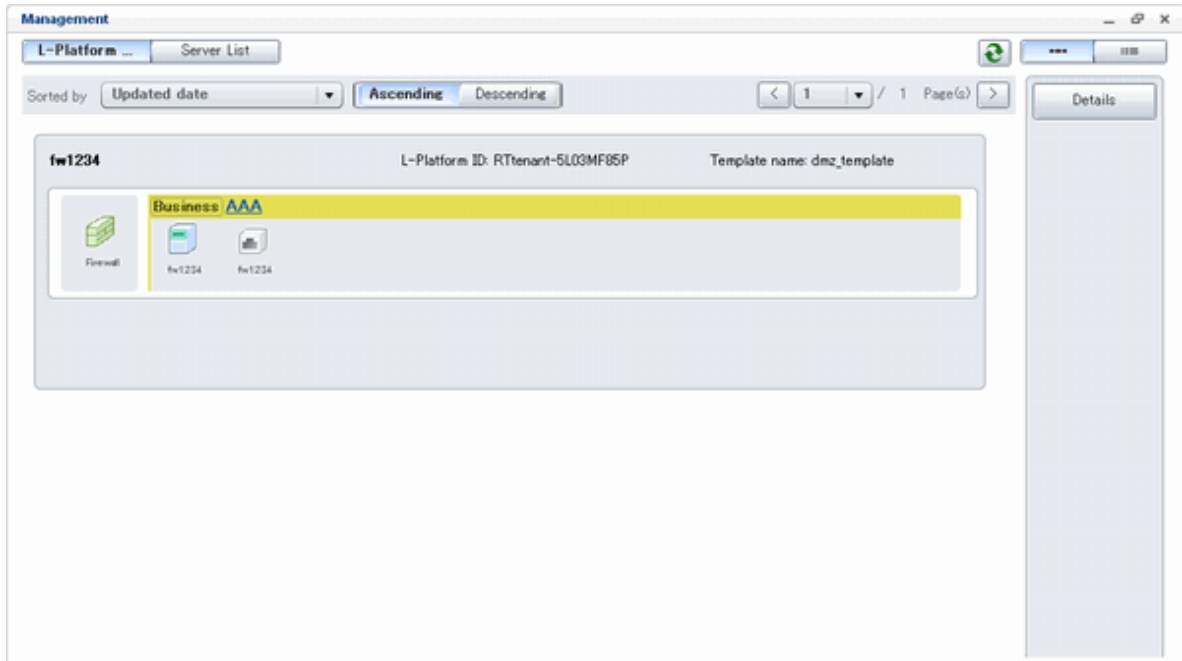 Management
L-Platform ... Server List
Sorted by Updated date Ascending Descending < 1 / 1 Page(s) > Details
fw1234 L-Platform ID: RTtenant-5L03MF85P Template name: dmz_template
Business AAA
Firewall fw1234 fw1234